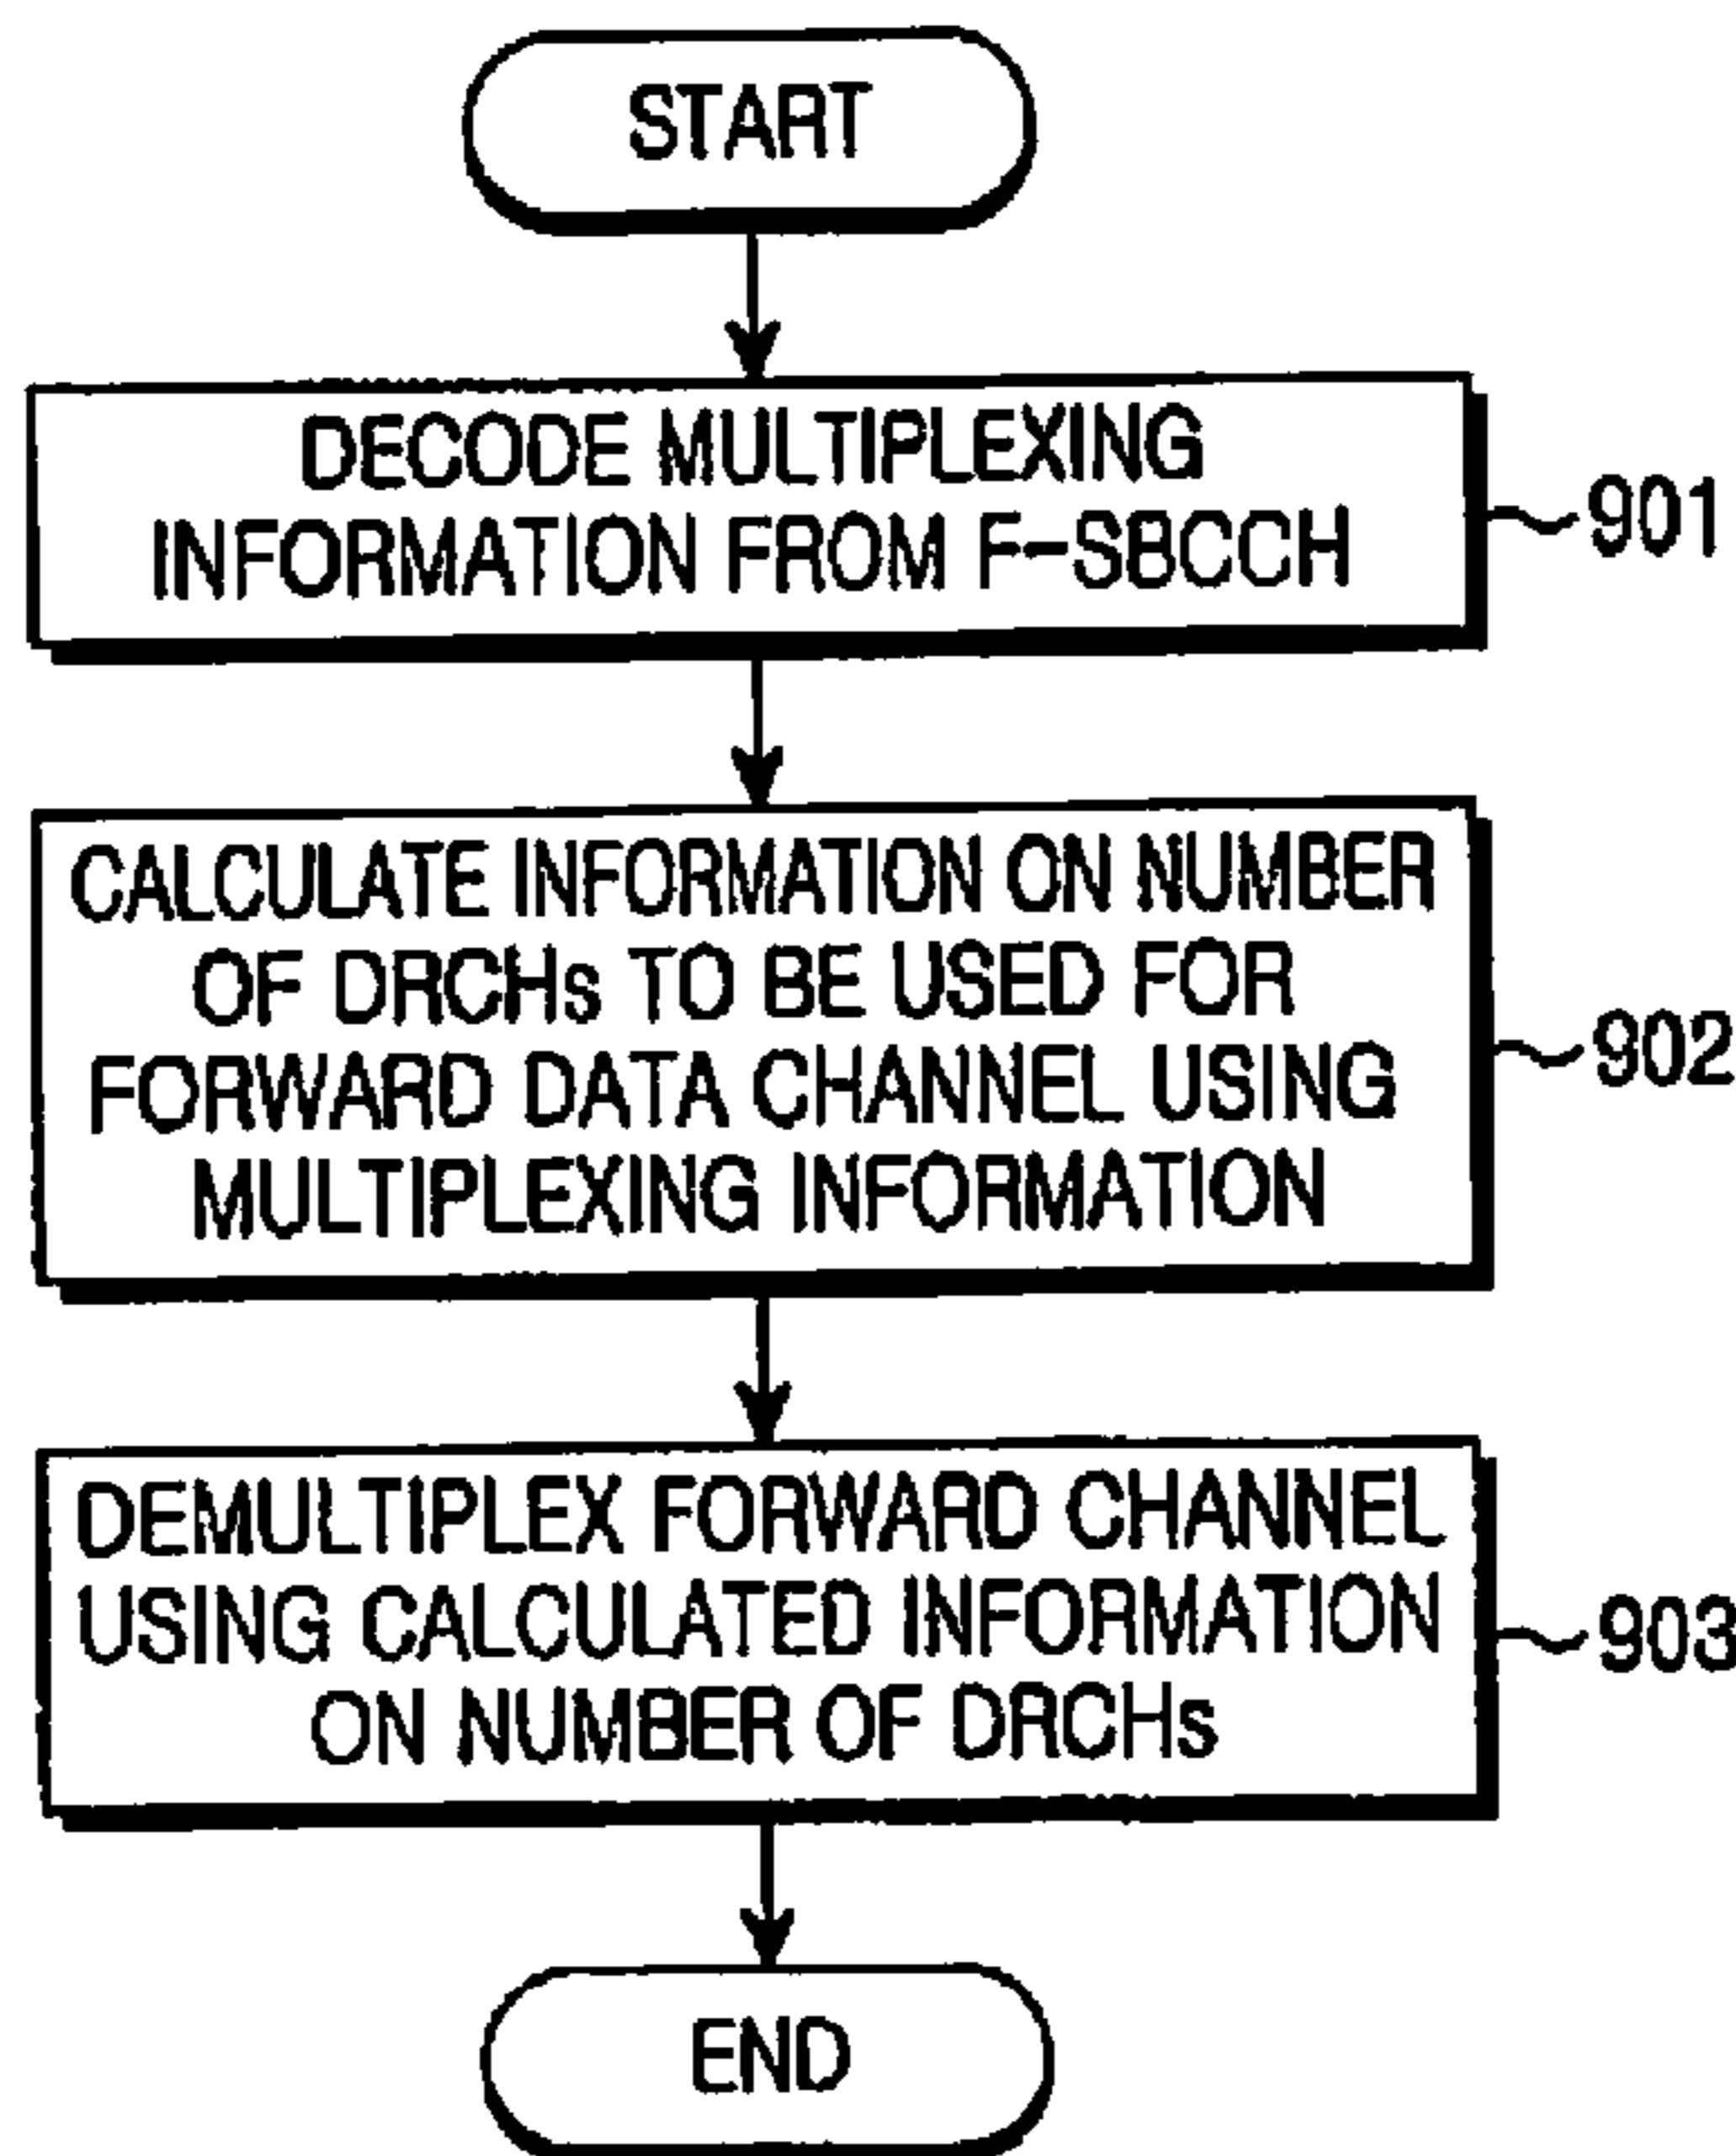 START
DECODE MULTIPLEXING
INFORMATION FROM F-SBCCH
901
CALCULATE INFORMATION ON NUMBER
OF DRCHs TO BE USED FOR
FORWARD DATA CHANNEL USING
MULTIPLEXING INFORMATION
902
DEMULTIPLEX FORWARD CHANNEL
USING CALCULATED INFORMATION
ON NUMBER OF DRCHs
903
END